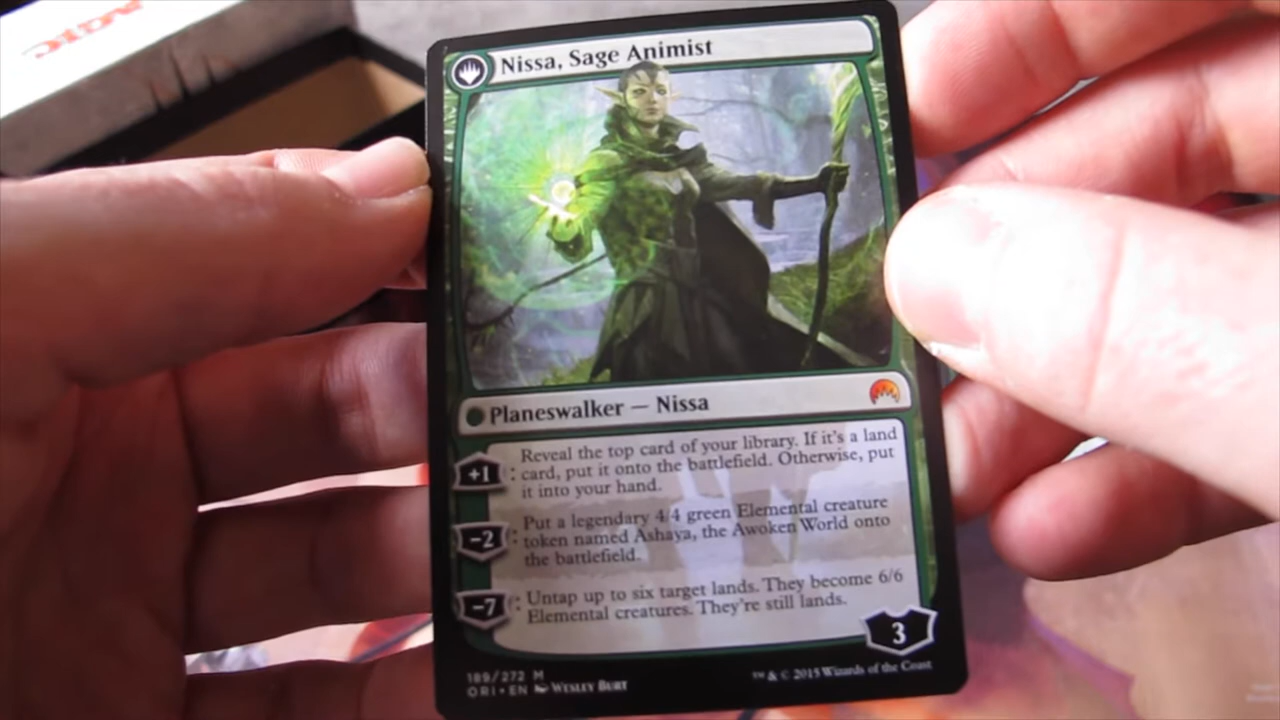 MAGIC
Nissa, Sage Animist
Planeswalker — Nissa
+1: Reveal the top card of your library. If it's a land
card, put it onto the battlefield. Otherwise, put
it into your hand.
−2: Put a legendary 4/4 green Elemental creature
token named Ashaya, the Awoken World onto
the battlefield.
−7: Untap up to six target lands. They become 6/6
Elemental creatures. They're still lands.
3
189/272 M
ORI • EN Wesley Burt
™ & © 2015 Wizards of the Coast